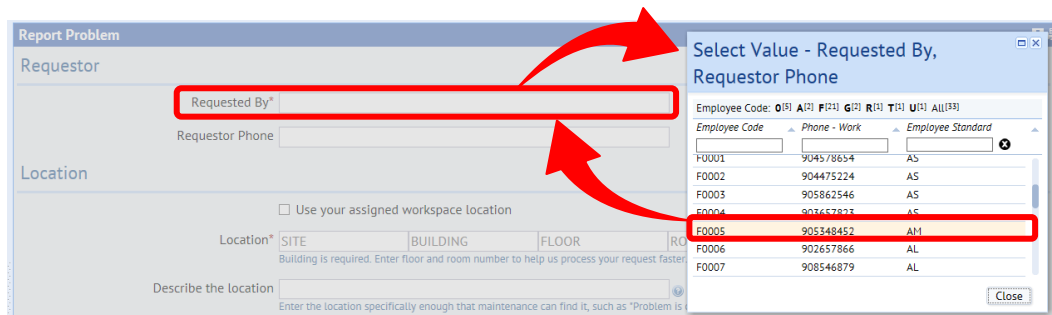 Report Problem
Requestor
Requested By*
Requestor Phone
Location
Use your assigned workspace location
Location* SITE BUILDING FLOOR RO
Building is required. Enter floor and room number to help us process your request faster.
Describe the location
Enter the location specifically enough that maintenance can find it, such as "Problem is
Select Value - Requested By,
Requestor Phone
Employee Code: 0[5] A[2] F[21] G[2] R[1] T[1] U[1] All[33]
Employee Code Phone - Work Employee Standard
F0001 904578654 AS
F0002 904475224 AS
F0003 905862546 AS
F0004 903657823 AS
F0005 905348452 AM
F0006 902657866 AL
F0007 908546879 AL
Close